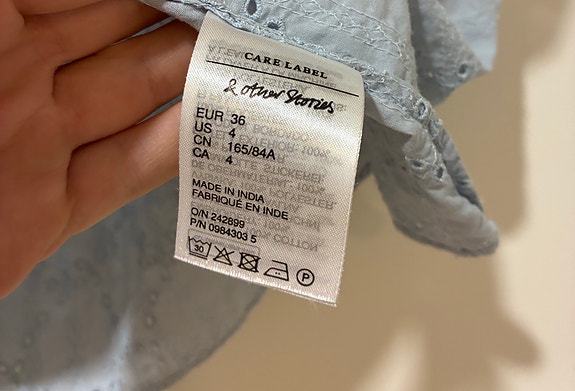 CARE LABEL
& other Stories
EUR 36
US 4
CN 165/84A
CA 4
MADE IN INDIA
FABRIQUÉ EN INDE
O/N 242899
P/N 0984303 5
30 P